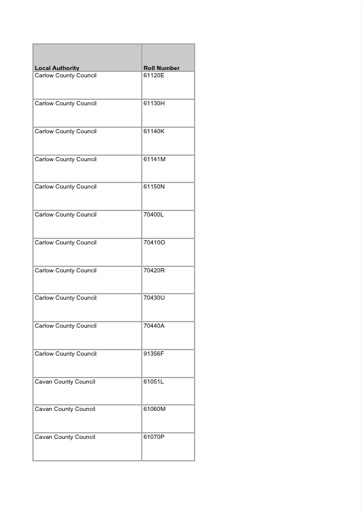 Local Authority Roll Number
Carlow County Council 61120E
Carlow County Council 61130H
Carlow County Council 61140K
Carlow County Council 61141M
Carlow County Council 61150N
Carlow County Council 70400L
Carlow County Council 70410O
Carlow County Council 70420R
Carlow County Council 70430U
Carlow County Council 70440A
Carlow County Council 91356F
Cavan County Council 61051L
Cavan County Council 61060M
Cavan County Council 61070P